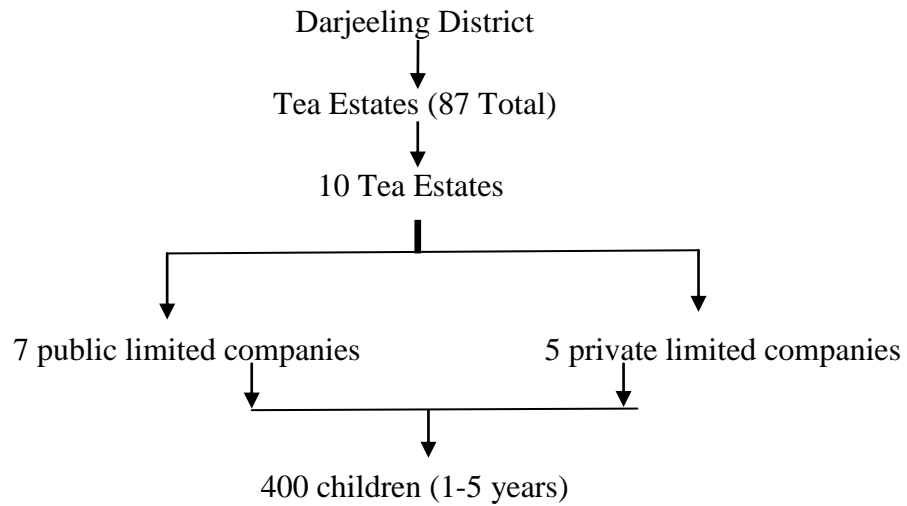 Darjeeling District
Tea Estates (87 Total)
10 Tea Estates
7 public limited companies
5 private limited companies
400 children (1-5 years)